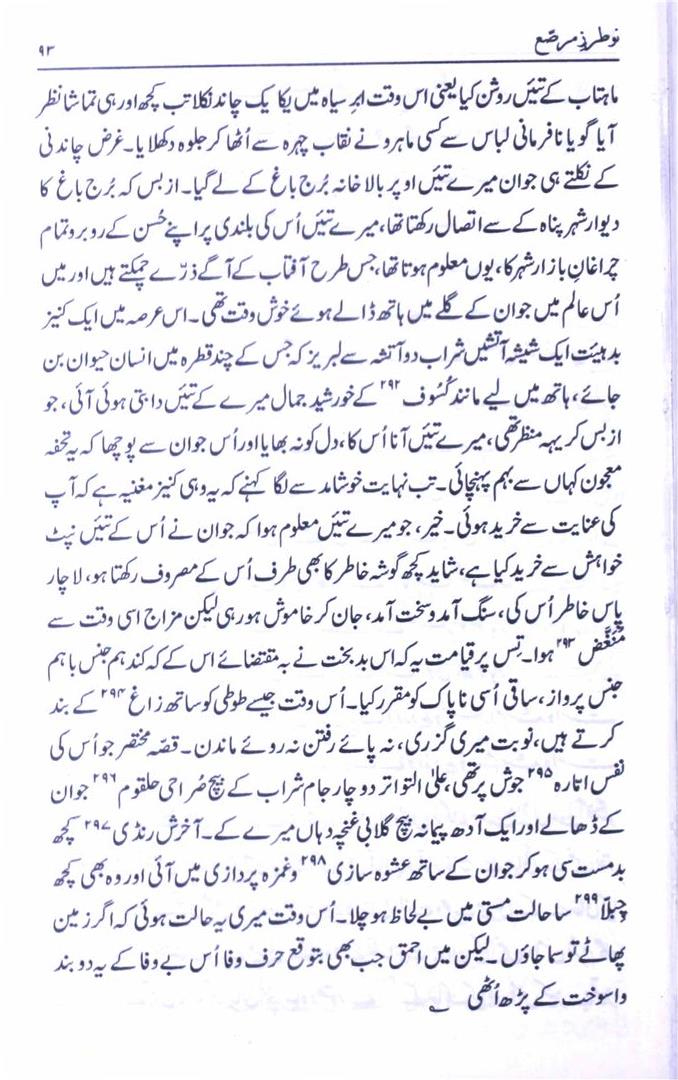 نو طرزِ مرصّع ۹۳
ماہتاب کے تئیں روشن کیا یعنی اس وقت ابرِ سیاہ میں یکا یک چاند نکلا تب کچھ اور ہی تماشا نظر
آیا گویا نافرمانی لباس سے کسی ماہرو نے نقاب چہرہ سے اُٹھا کر جلوہ دکھلایا۔ غرض چاندنی
کے نکلتے ہی جوان میرے تئیں اوپر بالا خانہ بُرج باغ کے لے گیا۔ از بس کہ بُرج باغ کا
دیوار شہر پناہ کے سے اتصال رکھتا تھا، میرے تئیں اُس کی بلندی پر اپنے حُسن کے روبرو تمام
چراغانِ بازار شہر کا، یوں معلوم ہوتا تھا، جس طرح آفتاب کے آگے ذرّے چمکتے ہیں اور میں
اُس عالم میں جوان کے گلے میں ہاتھ ڈالے ہوئے خوش وقت تھی۔ اس عرصہ میں ایک کنیز
بد ہیئت ایک شیشہ آتشیں شراب دو آتشہ سے لبریز کہ جس کے چند قطرہ میں انسان حیوان بن
جائے، ہاتھ میں لیے مانند کُسُوف ۲۹۲ کے خورشید جمال میرے کے تئیں دابتی ہوئی آئی، جو
از بس کریہہ منظر تھی، میرے تئیں آنا اُس کا، دل کو نہ بھایا اور اُس جوان سے پوچھا کہ یہ تحفہ
معجون کہاں سے بہم پہنچائی۔ تب نہایت خوشامد سے لگا کہنے کہ یہ وہی کنیز مغنیہ ہے کہ آپ
کی عنایت سے خرید ہوئی۔ خیر، جو میرے تئیں معلوم ہوا کہ جوان نے اُس کے تئیں نپٹ
خواہش سے خرید کیا ہے، شاید کچھ گوشہ خاطر کا بھی طرف اُس کے مصروف رکھتا ہو، لاچار
پاس خاطر اُس کی، سنگ آمد و سخت آمد، جان کر خاموش ہو رہی لیکن مزاج اسی وقت سے
مُنَغَّض ۲۹۳ ہوا۔ تِس پر قیامت یہ کہ اس بدبخت نے بہ مقتضائے اس کے کہ کند ہم جنس با ہم
جنس پرواز، ساقی اُسی ناپاک کو مقرر کیا۔ اُس وقت جیسے طوطی کو ساتھ زاغ ۲۹۴ کے بند
کرتے ہیں، نوبت میری گزری، نہ پائے رفتن نہ روئے ماندن۔ قصّہ مختصر جو اُس کی
نفس اتارہ ۲۹۵ جوش پر تھی، علیٰ التواتر دو چار جام شراب کے بیچ صُراحی حلقوم ۲۹۶ جوان
کے ڈھالے اور ایک آدھ پیمانہ بیچ گلابی غنچہ دہاں میرے کے۔ آخرش رنڈی ۲۹۷ کچھ
بدمست سی ہو کر جوان کے ساتھ عشوہ سازی ۲۹۸ و غمزہ پردازی میں آئی اور وہ بھی کچھ
چبلّا ۲۹۹ سا حالت مستی میں بے لحاظ ہو چلا۔ اُس وقت میری یہ حالت ہوئی کہ اگر زمین
پھاٹے تو سما جاؤں۔ لیکن میں احمق جب بھی بتوقع حرف وفا اُس بے وفا کے یہ دو بند
واسوخت کے پڑھ اُٹھی